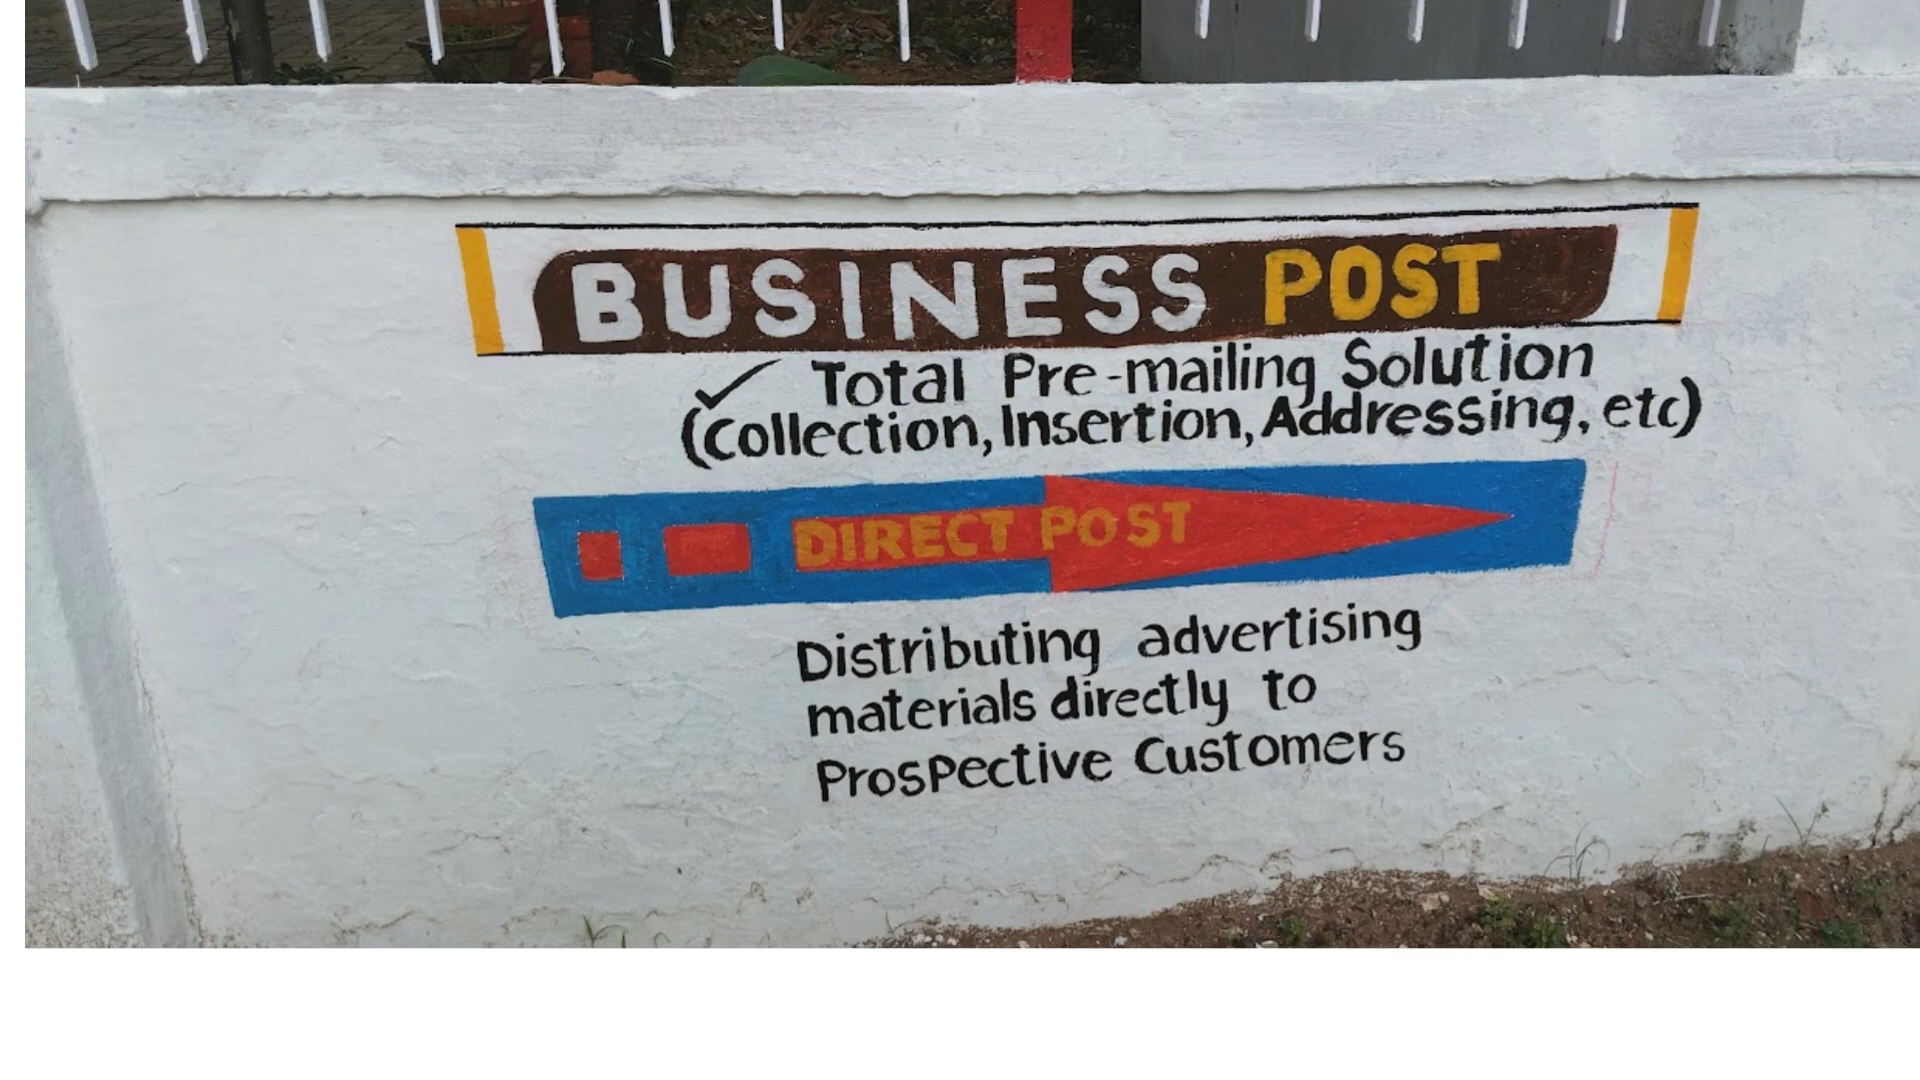 BUSINESS POST
✓ Total Pre-mailing Solution
(Collection, Insertion, Addressing, etc)
DIRECT POST
Distributing advertising
materials directly to
Prospective Customers